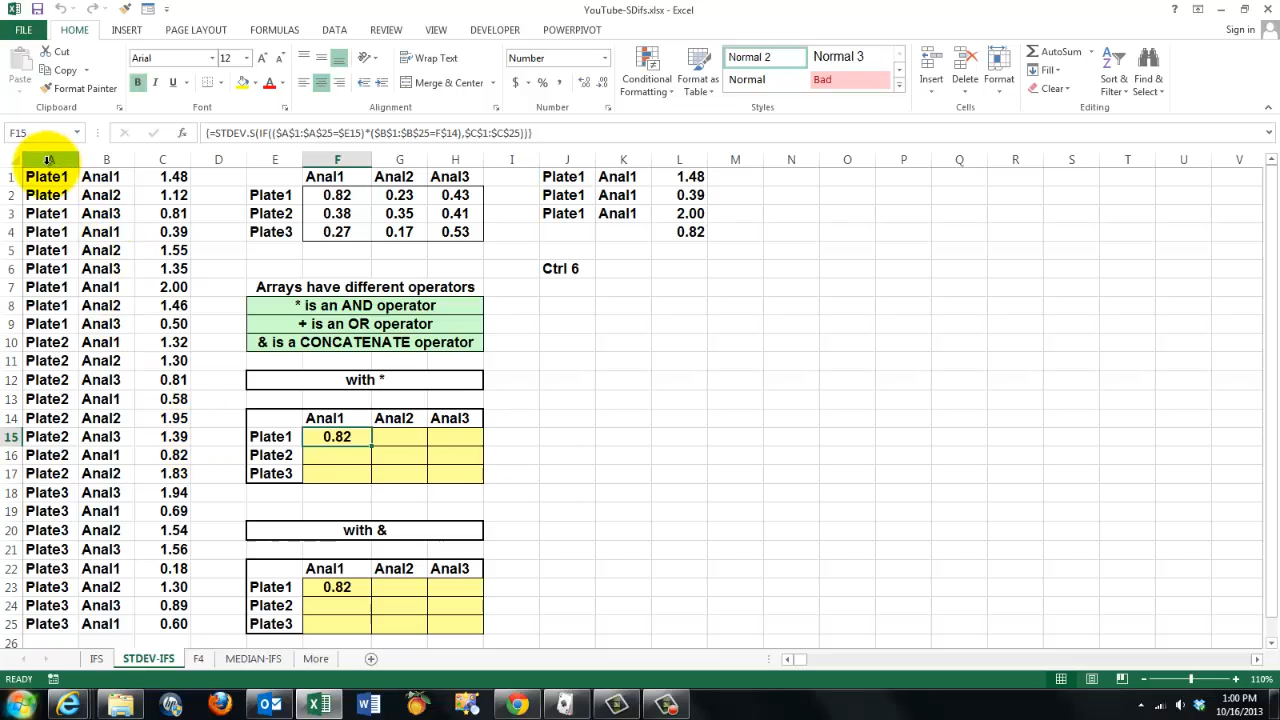 YouTube-SDifs.xlsx - Excel
FILE HOME INSERT PAGE LAYOUT FORMULAS DATA REVIEW VIEW DEVELOPER POWERPIVOT Sign in
Paste Cut Copy Format Painter Clipboard
Arial 12 B I U Font
Wrap Text Merge & Center Alignment
Number $ % , Number
Conditional Formatting Format as Table Normal 2 Normal 3 Normal Bad Styles
Insert Delete Format Cells
AutoSum Fill Clear Sort & Filter Find & Select Editing
F15 {=STDEV.S(IF(($A$1:$A$25=$E15)*($B$1:$B$25=F$14),$C$1:$C$25))}
A B C D E F G H I J K L M N O P Q R S T U V
1 Plate1 Anal1 1.48 Anal1 Anal2 Anal3 Plate1 Anal1 1.48
2 Plate1 Anal2 1.12 Plate1 0.82 0.23 0.43 Plate1 Anal1 0.39
3 Plate1 Anal3 0.81 Plate2 0.38 0.35 0.41 Plate1 Anal1 2.00
4 Plate1 Anal1 0.39 Plate3 0.27 0.17 0.53 0.82
5 Plate1 Anal2 1.55
6 Plate1 Anal3 1.35 Ctrl 6
7 Plate1 Anal1 2.00 Arrays have different operators
8 Plate1 Anal2 1.46 * is an AND operator
9 Plate1 Anal3 0.50 + is an OR operator
10 Plate2 Anal1 1.32 & is a CONCATENATE operator
11 Plate2 Anal2 1.30
12 Plate2 Anal3 0.81 with *
13 Plate2 Anal1 0.58
14 Plate2 Anal2 1.95 Anal1 Anal2 Anal3
15 Plate2 Anal3 1.39 Plate1 0.82
16 Plate2 Anal1 0.82 Plate2
17 Plate2 Anal2 1.83 Plate3
18 Plate3 Anal3 1.94
19 Plate3 Anal1 0.69
20 Plate3 Anal2 1.54 with &
21 Plate3 Anal3 1.56
22 Plate3 Anal1 0.18 Anal1 Anal2 Anal3
23 Plate3 Anal2 1.30 Plate1 0.82
24 Plate3 Anal3 0.89 Plate2
25 Plate3 Anal1 0.60 Plate3
26
IFS STDEV-IFS F4 MEDIAN-IFS More
READY 110%
1:00 PM
10/16/2013